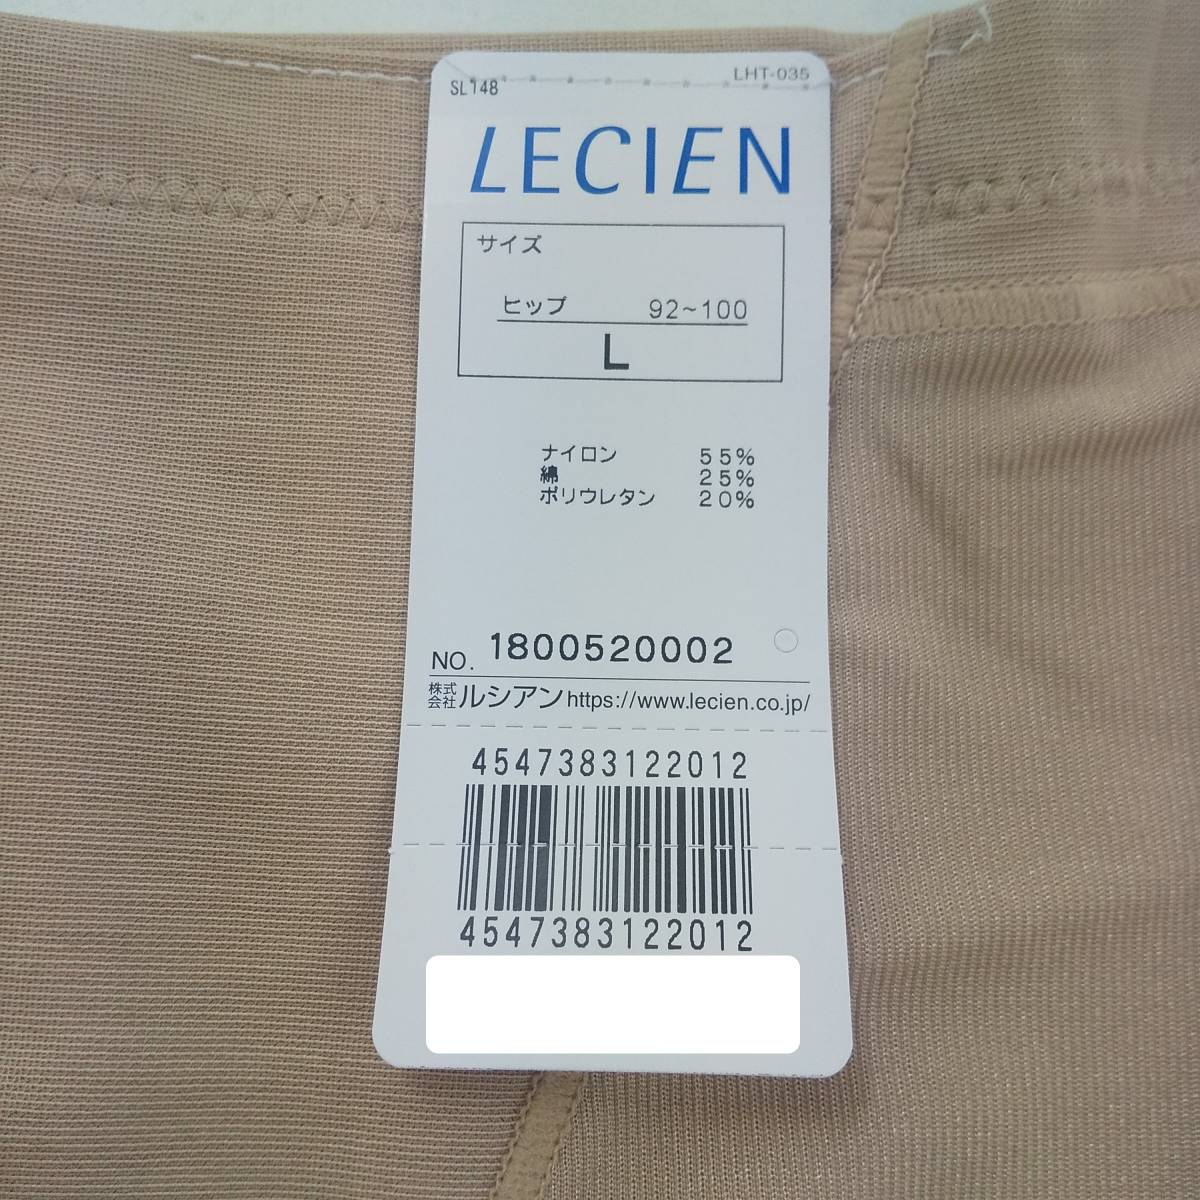 SL148 LHT-035
LECIEN
サイズ
ヒップ 92~100
L
ナイロン 55%
綿 25%
ポリウレタン 20%
NO. 1800520002
株式会社 ルシアン https://www.lecien.co.jp/
4547383122012
4547383122012